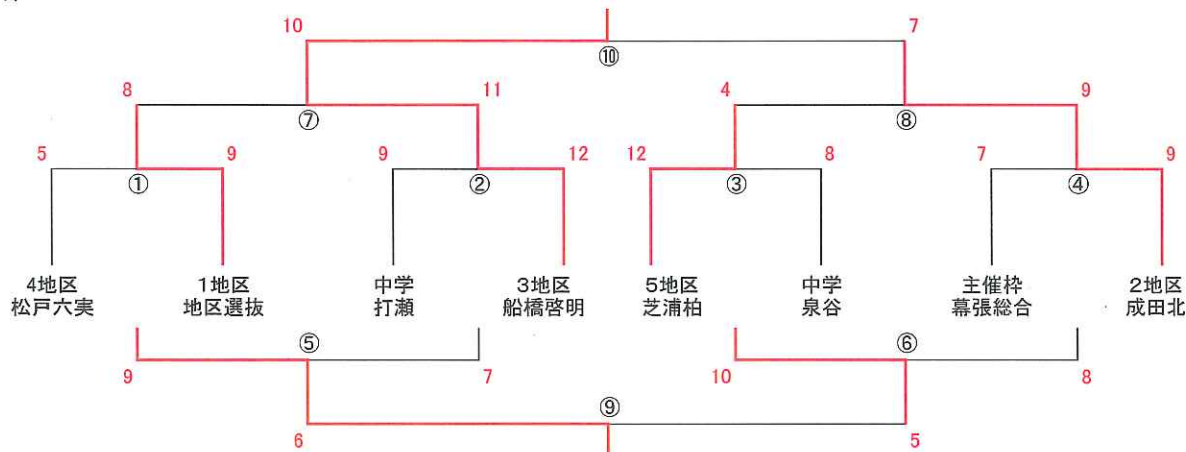 10 7
⑩
8 11 4 9
⑦ ⑧
5 9 9 12 12 8 7 9
① ② ③ ④
4地区 1地区 中学 3地区 5地区 中学 主催枠 2地区
松戸六実 地区選抜 打瀬 船橋啓明 芝浦柏 泉谷 幕張総合 成田北
⑤ ⑥
9 7 10 8
⑨
6 5